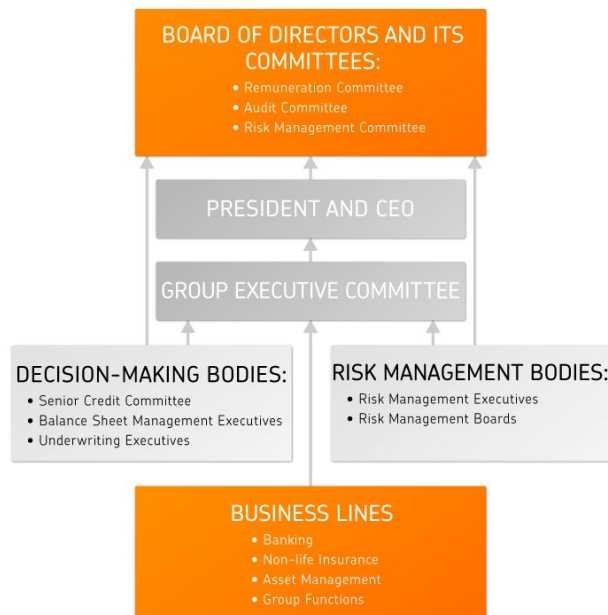 BOARD OF DIRECTORS AND ITS
COMMITTEES:
• Remuneration Committee
• Audit Committee
• Risk Management Committee
PRESIDENT AND CEO
GROUP EXECUTIVE COMMITTEE
DECISION-MAKING BODIES:
• Senior Credit Committee
• Balance Sheet Management Executives
• Underwriting Executives
RISK MANAGEMENT BODIES:
• Risk Management Executives
• Risk Management Boards
BUSINESS LINES
• Banking
• Non-life Insurance
• Asset Management
• Group Functions